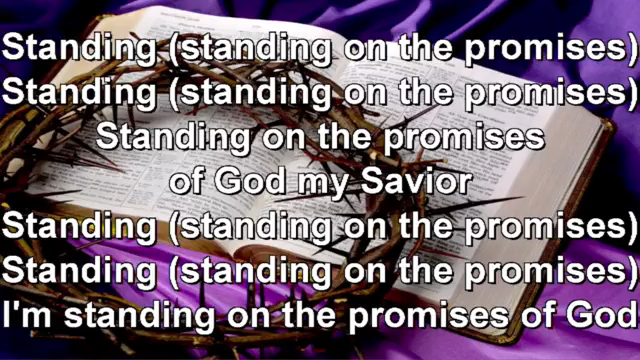 Standing (standing on the promises)
Standing (standing on the promises)
Standing on the promises
of God my Savior
Standing (standing on the promises)
Standing (standing on the promises)
I'm standing on the promises of God